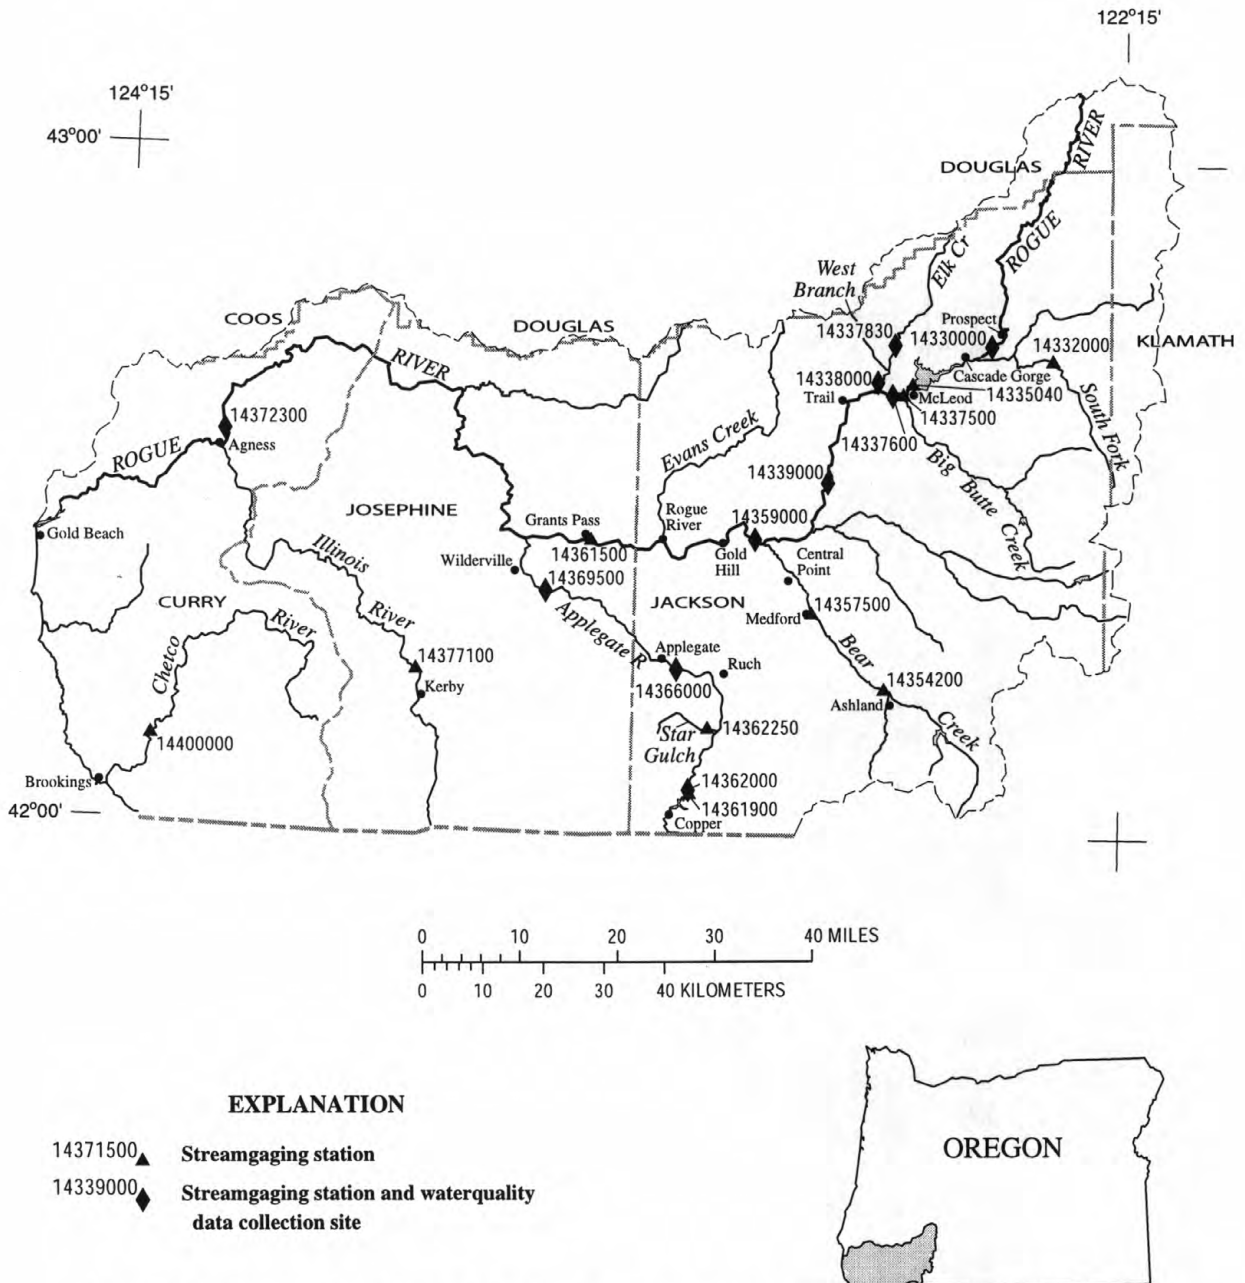 122°15'
124°15'
43°00'
DOUGLAS
RIVER
ROGUE
Elk Cr
West
Branch
COOS
DOUGLAS
14337830
Prospect
14330000
14332000
KLAMATH
RIVER
14338000
Cascade Gorge
Trail
McLeod
14335040
14337500
South Fork
14372300
Agness
ROGUE
Evans Creek
14337600
Big Butte Creek
14339000
JOSEPHINE
Gold Beach
Illinois
River
Grants Pass
14361500
Rogue
River
14359000
Gold
Hill
Central
Point
Wilderville
14369500
Applegate R
CURRY
JACKSON
14357500
Medford
Chetco
River
Applegate
Ruch
14366000
Bear
Creek
14377100
Kerby
14354200
Ashland
14400000
Star
Gulch
14362250
Brookings
14362000
14361900
Copper
42°00'
0 10 20 30 40 MILES
0 10 20 30 40 KILOMETERS
EXPLANATION
14371500 Streamgaging station
14339000 Streamgaging station and waterquality
data collection site
OREGON